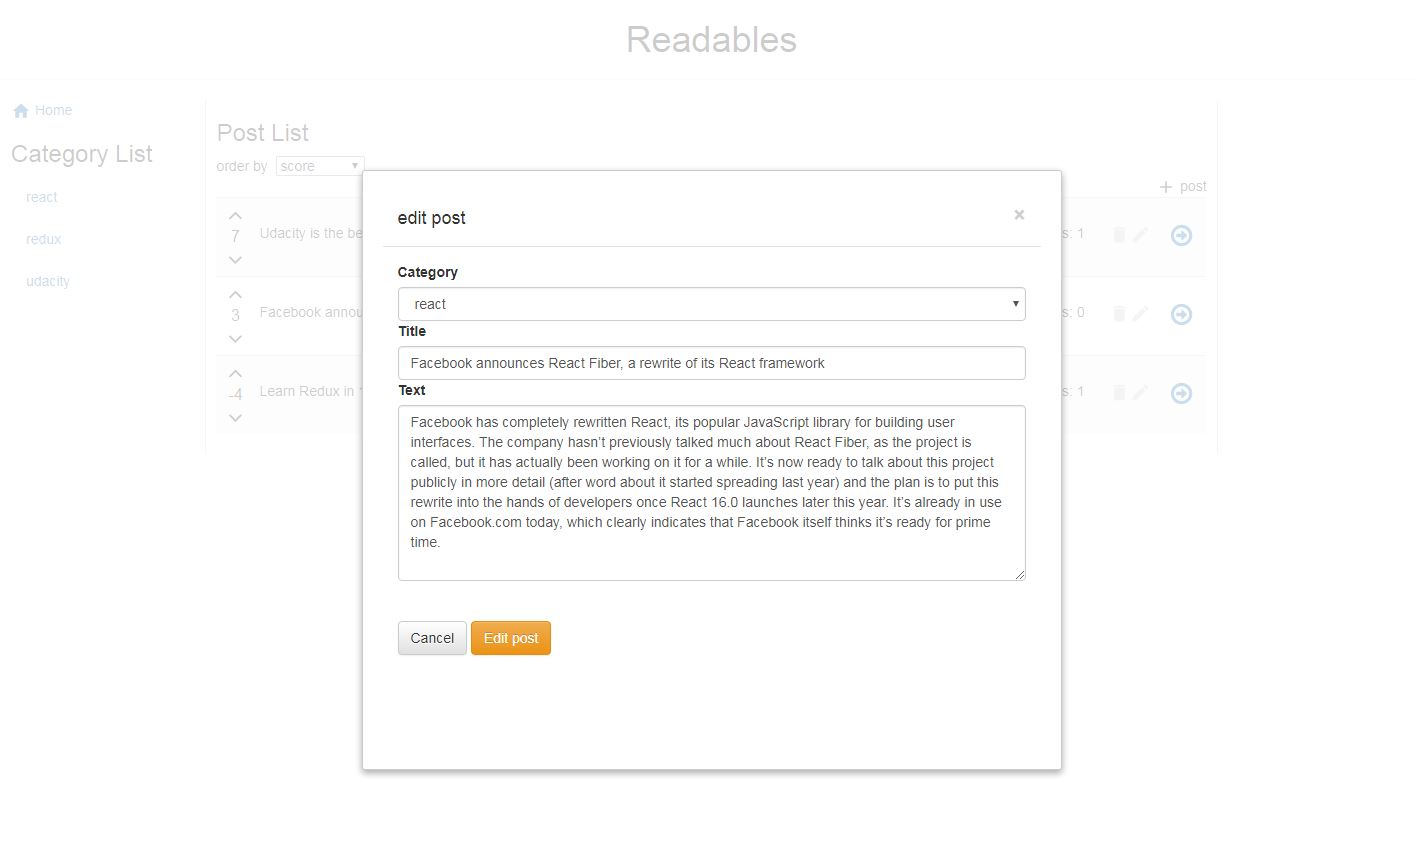 Readables
Home
Category List
react
redux
udacity
Post List
order by score
+ post
7 Udacity is the be s: 1
3 Facebook annou s: 0
-4 Learn Redux in s: 1
edit post ×
Category
react
Title
Facebook announces React Fiber, a rewrite of its React framework
Text
Facebook has completely rewritten React, its popular JavaScript library for building user
interfaces. The company hasn’t previously talked much about React Fiber, as the project is
called, but it has actually been working on it for a while. It’s now ready to talk about this project
publicly in more detail (after word about it started spreading last year) and the plan is to put this
rewrite into the hands of developers once React 16.0 launches later this year. It’s already in use
on Facebook.com today, which clearly indicates that Facebook itself thinks it’s ready for prime
time.
Cancel Edit post